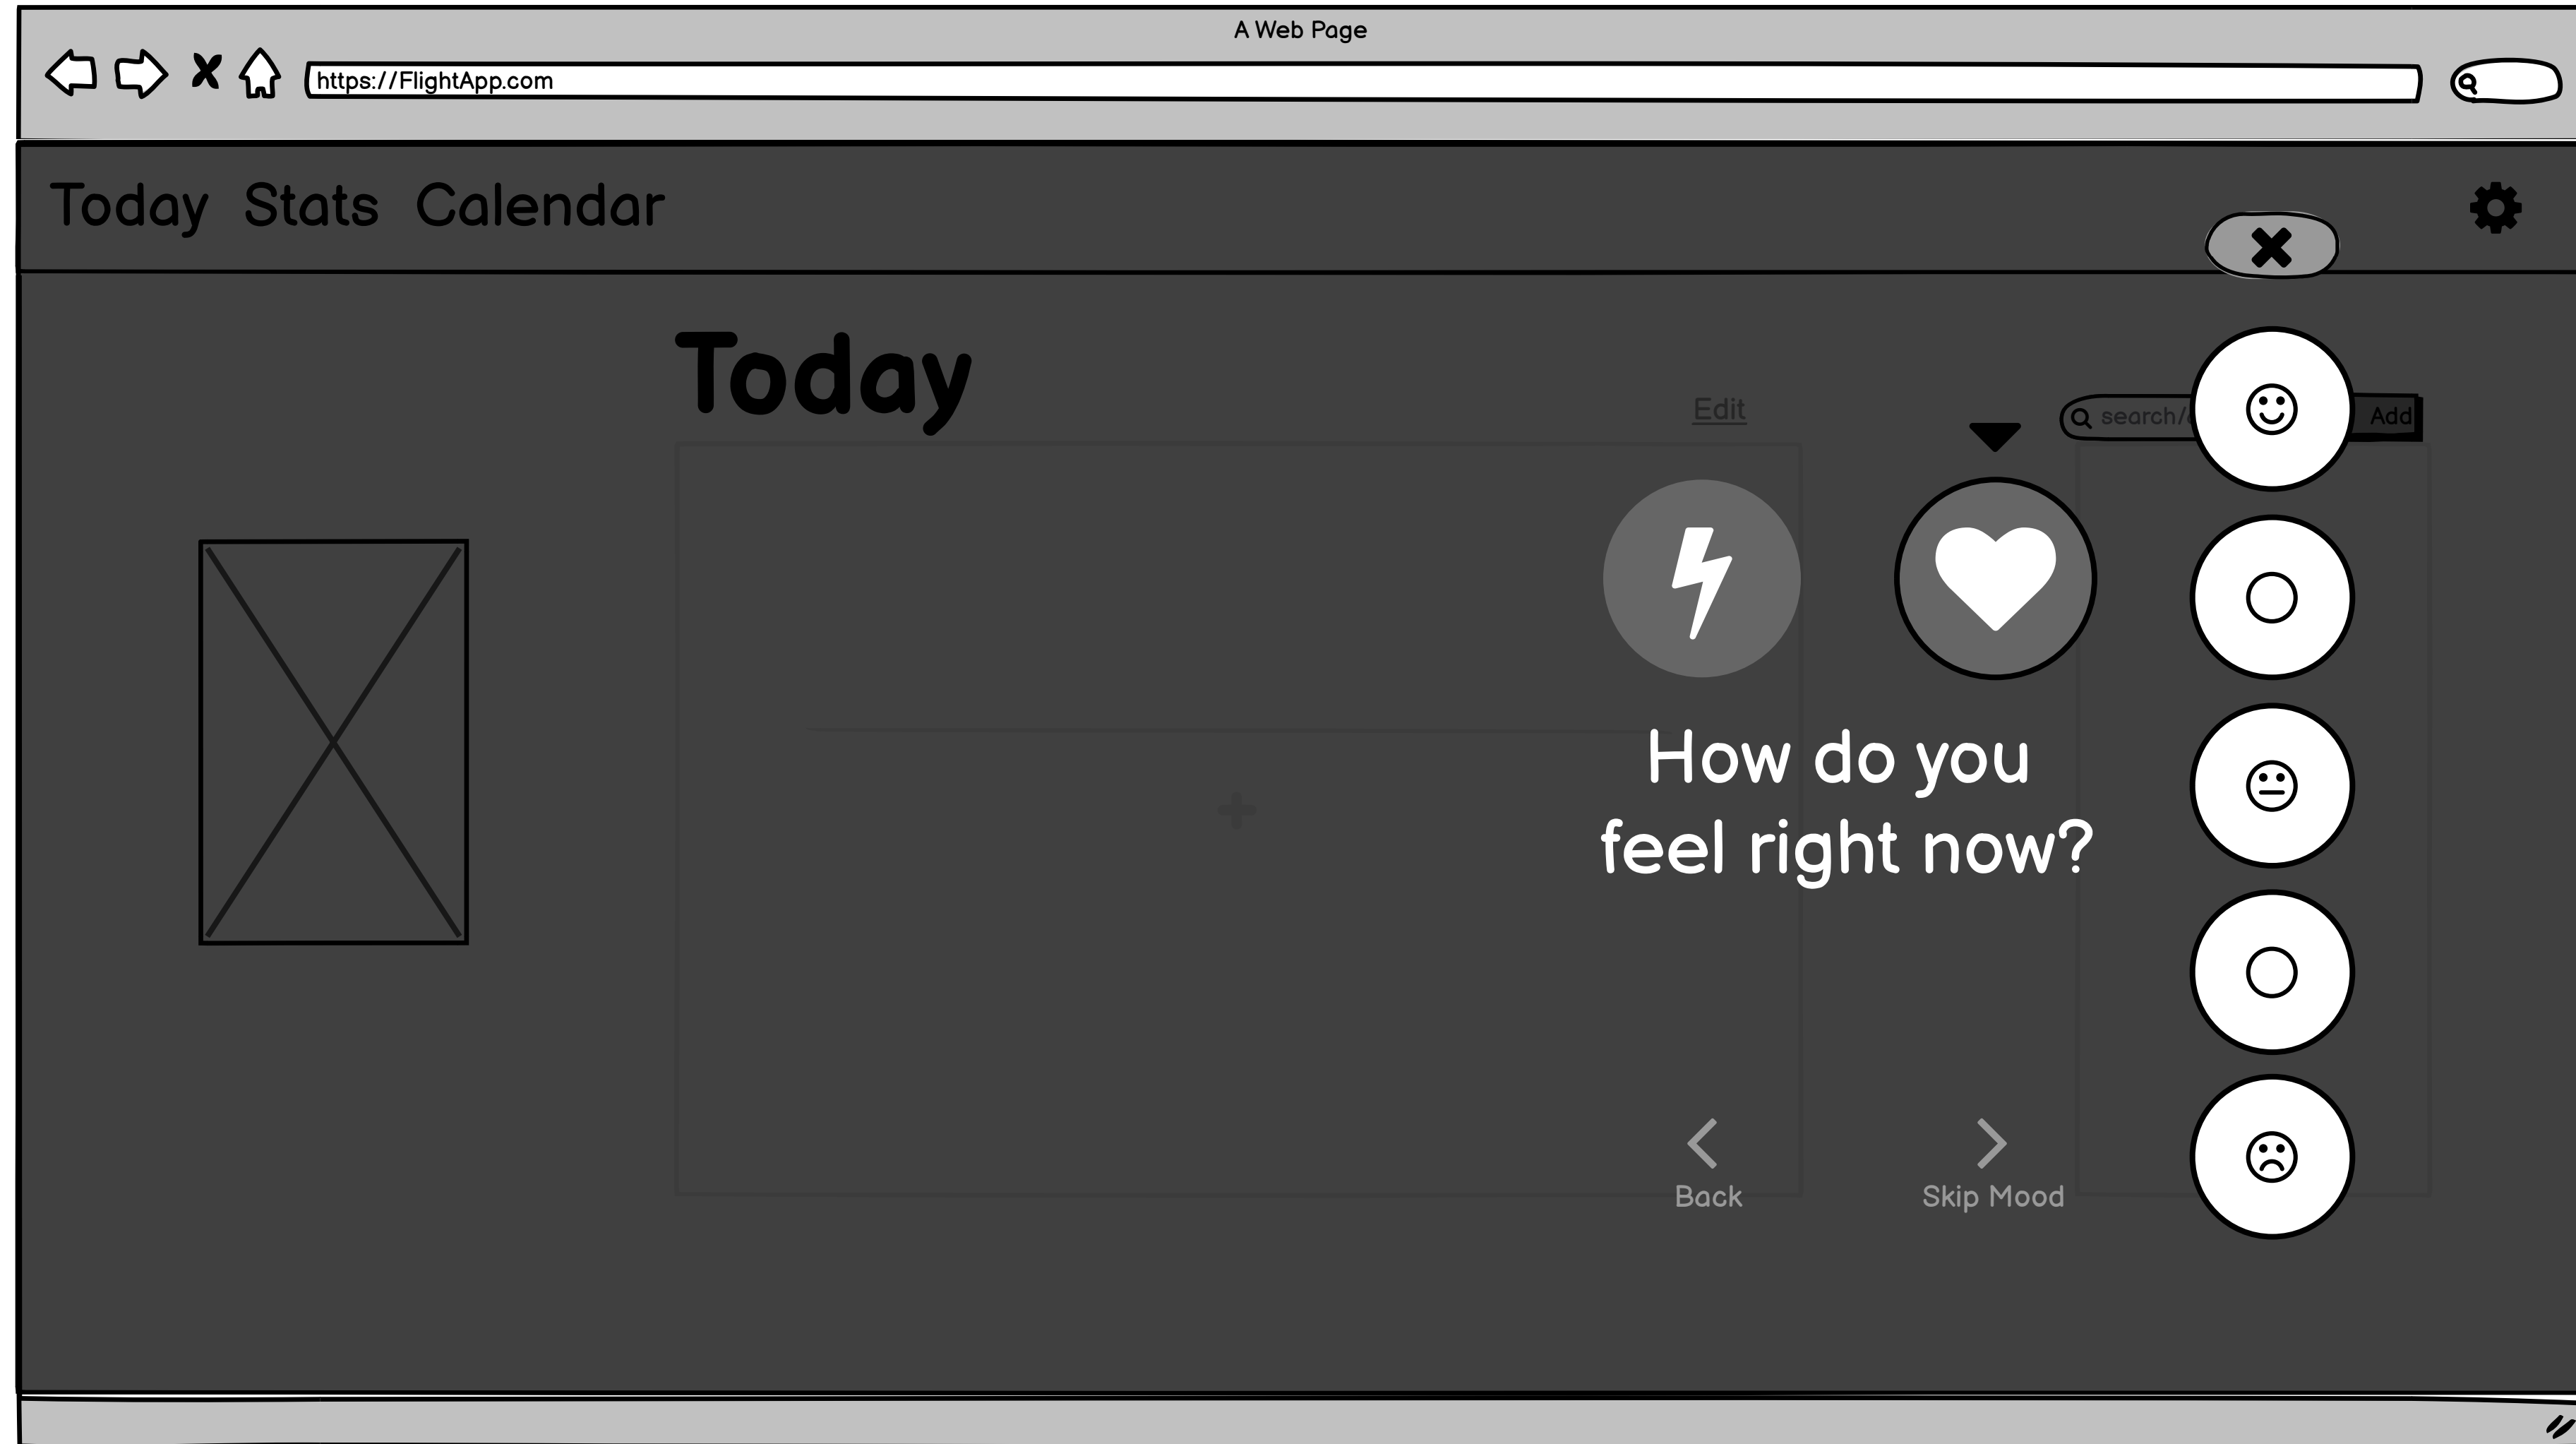 A Web Page
https://FlightApp.com
Today Stats Calendar
Today
Edit
search/
Add
How do you
feel right now?
Back
Skip Mood